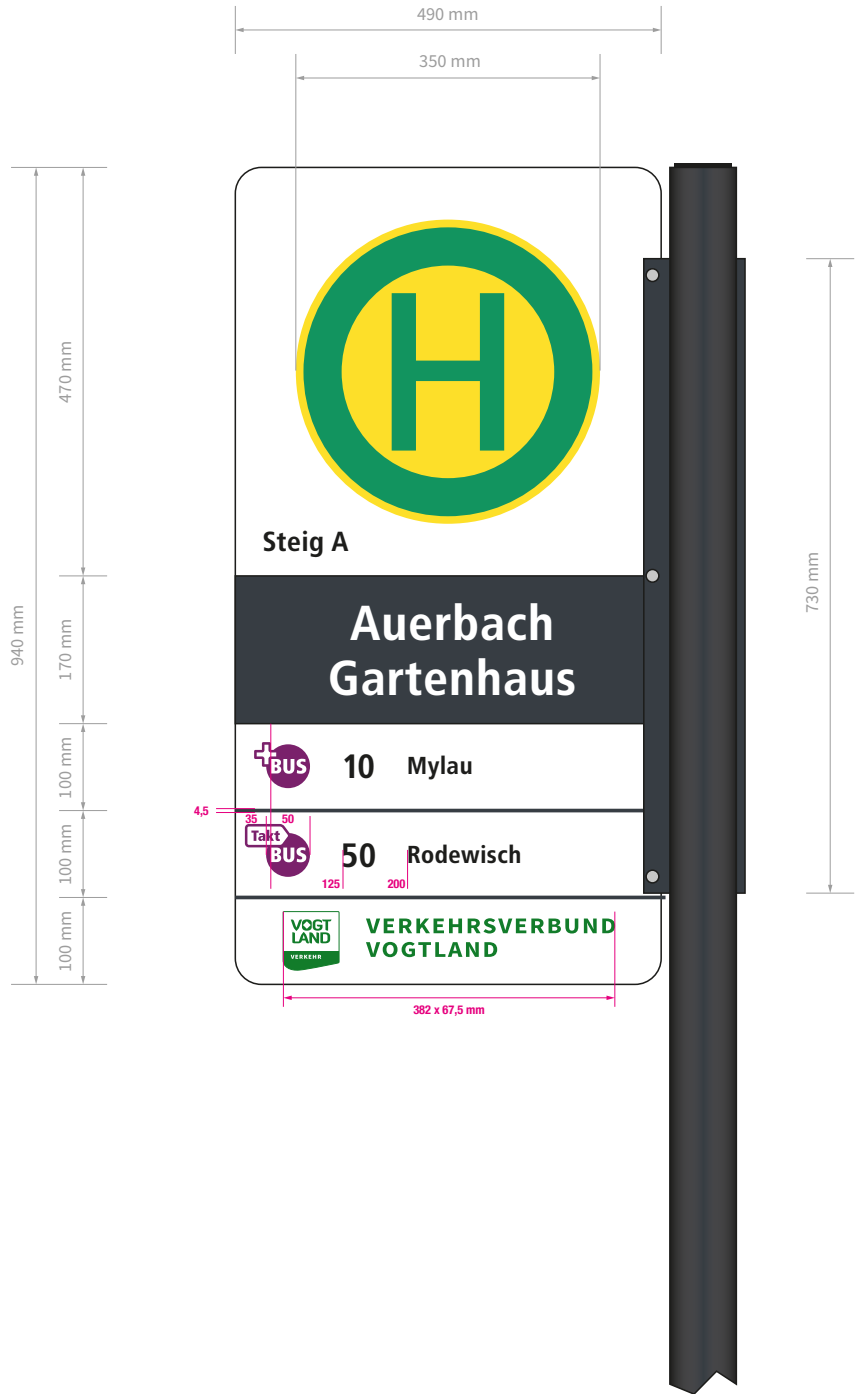 490 mm
350 mm
H
470 mm
Steig A
940 mm
170 mm
730 mm
Auerbach
Gartenhaus
100 mm
+BUS 10 Mylau
4,5
35 50
100 mm
Takt
BUS 50 Rodewisch
125 200
100 mm
VOGT
LAND
VERKEHR
VERKEHRSVERBUND
VOGTLAND
382 x 67,5 mm